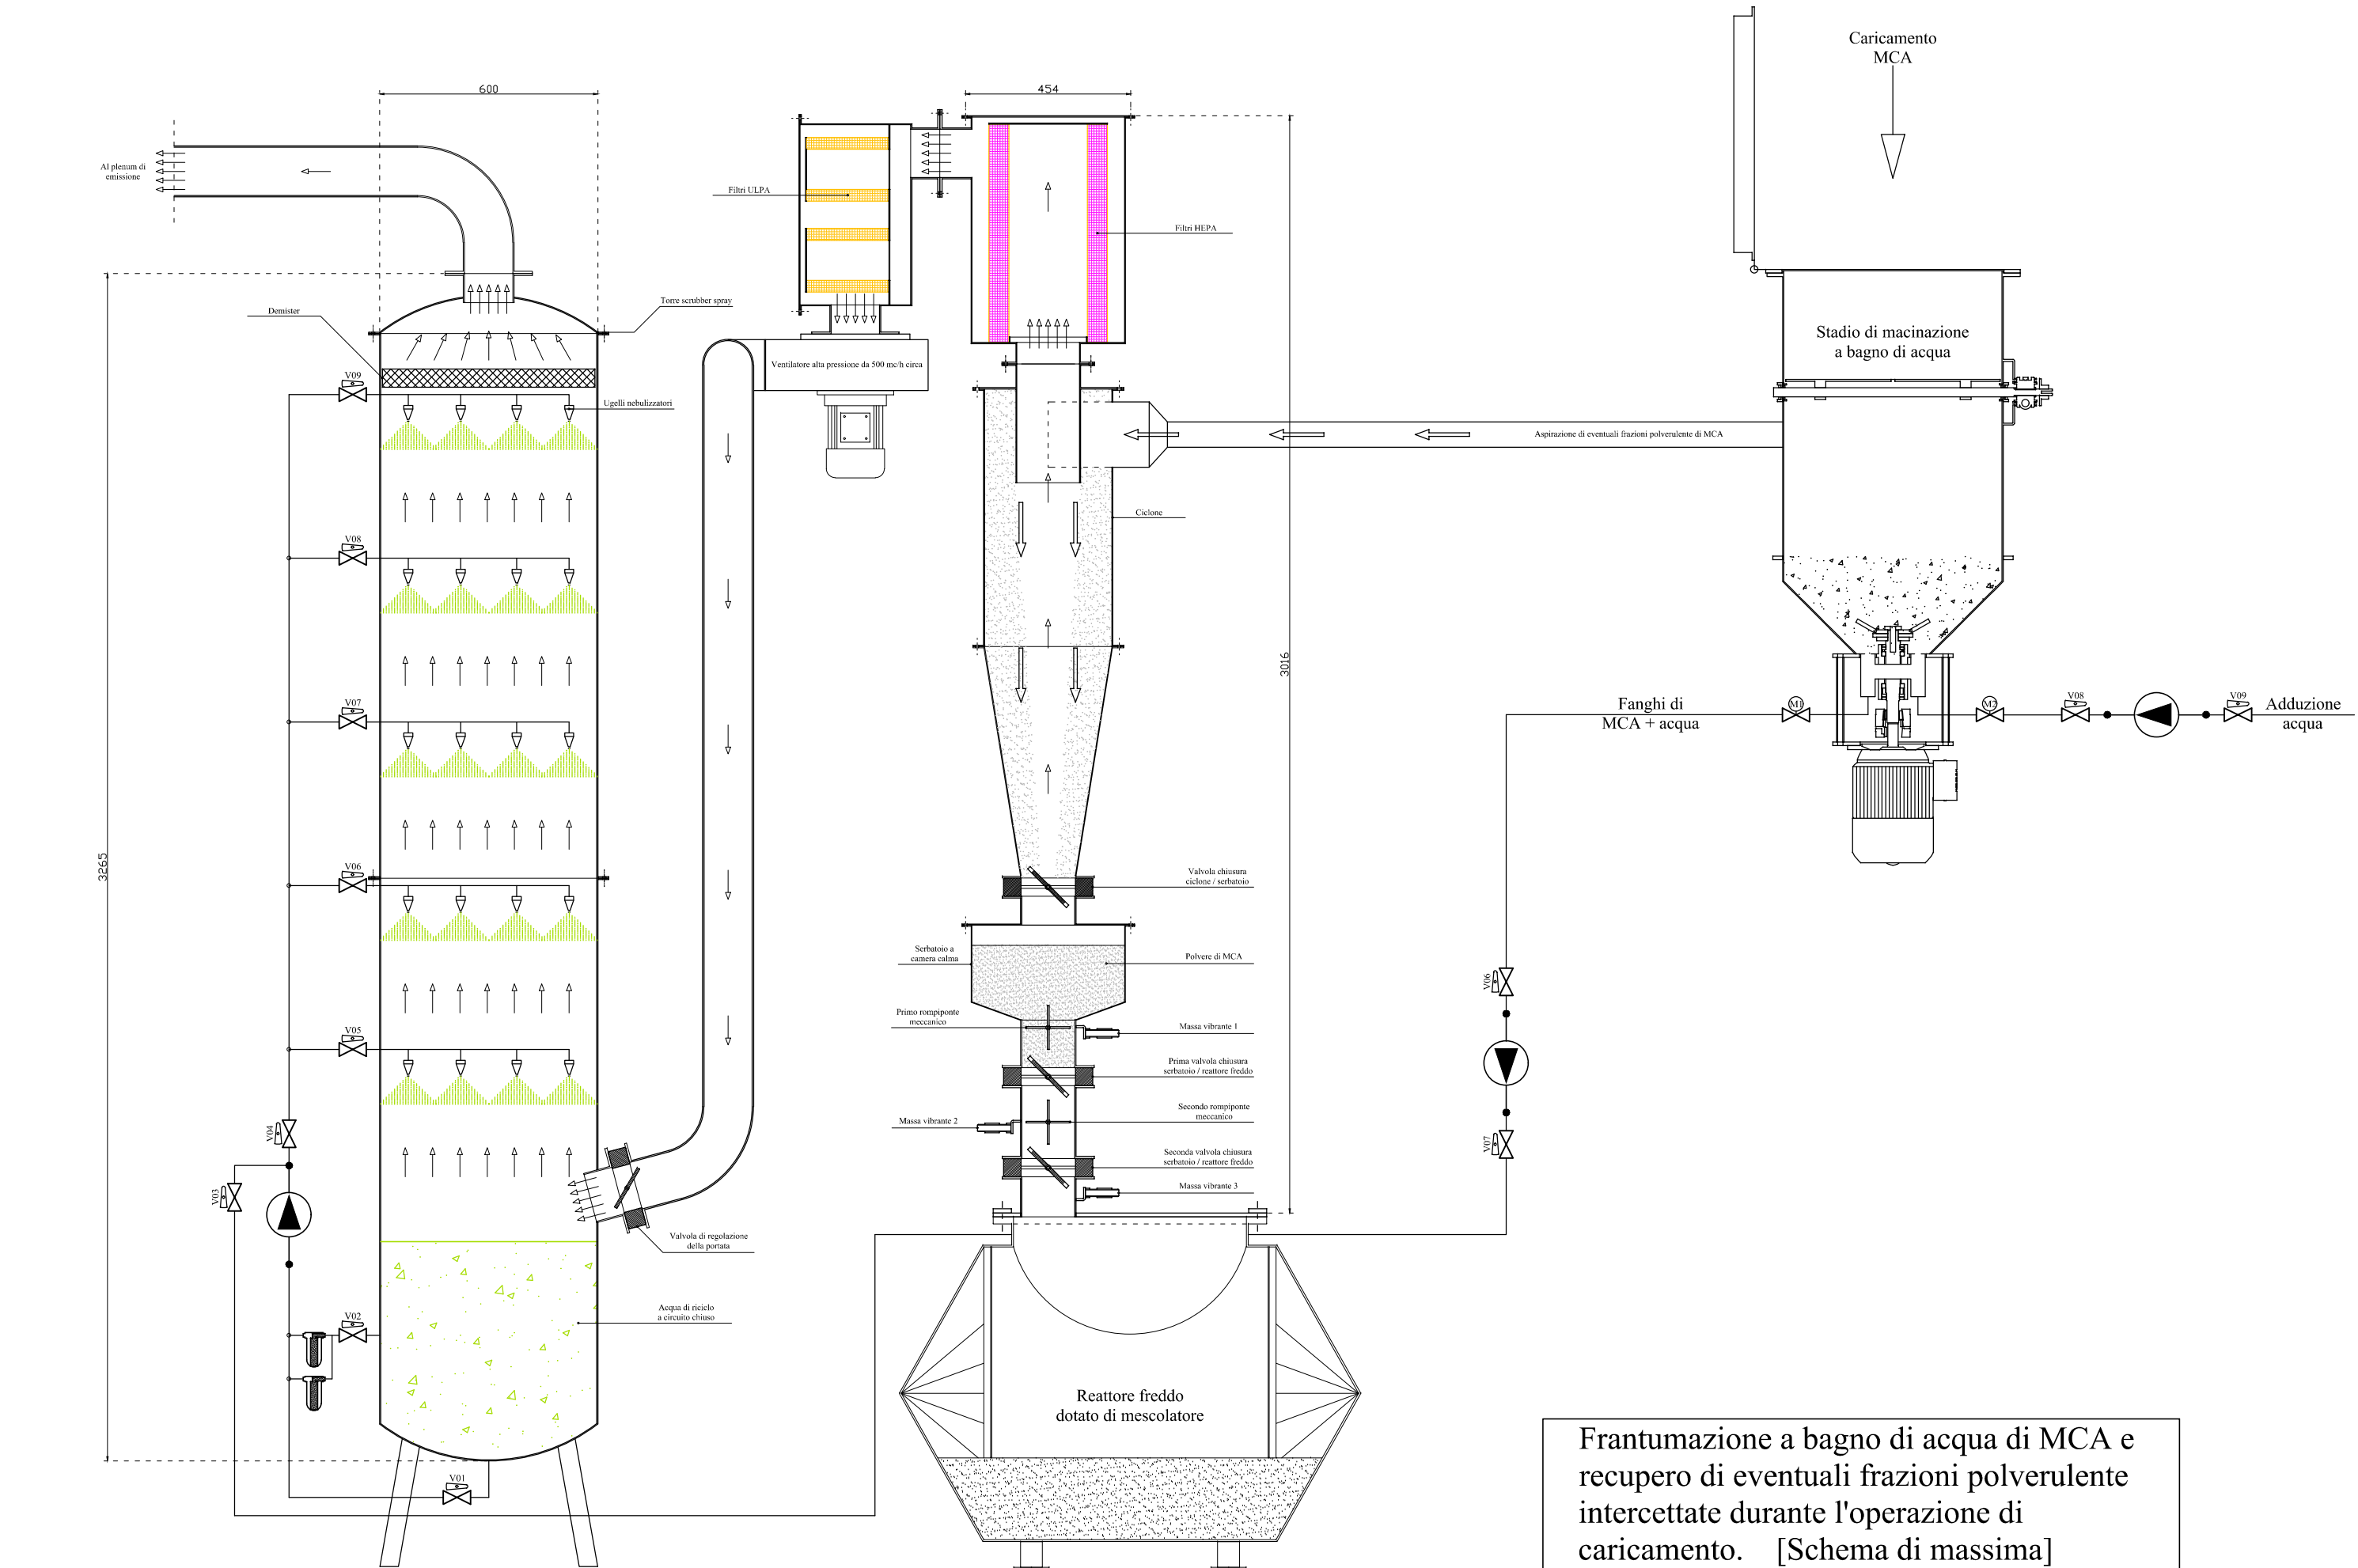 Caricamento
MCA
600
454
Al plenum di
emissione
Filtri ULPA
Filtri HEPA
Demister
Torre scrubber spray
Stadio di macinazione
a bagno di acqua
Ventilatore alta pressione da 500 mc/h circa
V09
Ugelli nebulizzatori
Aspirazione di eventuali frazioni polverulente di MCA
Ciclone
V08
3016
V07
Fanghi di
MCA + acqua
M1
M2
V08
V09
Adduzione
acqua
3265
V06
Valvola chiusura
ciclone / serbatoio
Serbatoio a
camera calma
Polvere di MCA
V06
Primo rompiponte
meccanico
Massa vibrante 1
V05
Prima valvola chiusura
serbatoio / reattore freddo
Secondo rompiponte
meccanico
Massa vibrante 2
V04
V07
Seconda valvola chiusura
serbatoio / reattore freddo
Massa vibrante 3
V03
Valvola di regolazione
della portata
Acqua di riciclo
a circuito chiuso
V02
Reattore freddo
dotato di mescolatore
V01
Frantumazione a bagno di acqua di MCA e
recupero di eventuali frazioni polverulente
intercettate durante l'operazione di
caricamento. [Schema di massima]